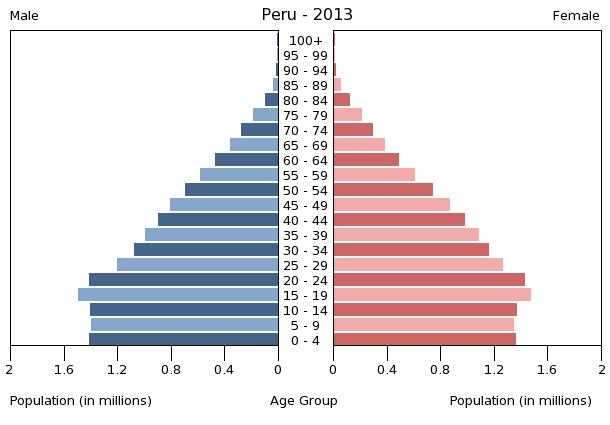 Male Peru - 2013 Female
100+
95 - 99
90 - 94
85 - 89
80 - 84
75 - 79
70 - 74
65 - 69
60 - 64
55 - 59
50 - 54
45 - 49
40 - 44
35 - 39
30 - 34
25 - 29
20 - 24
15 - 19
10 - 14
5 - 9
0 - 4
2 1.6 1.2 0.8 0.4 0 0 0.4 0.8 1.2 1.6 2
Population (in millions) Age Group Population (in millions)